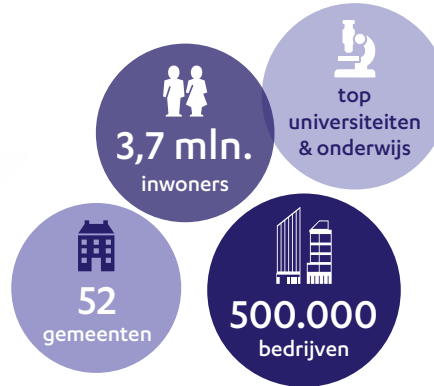 top
universiteiten
& onderwijs
3,7 mln.
inwoners
52
gemeenten
500.000
bedrijven